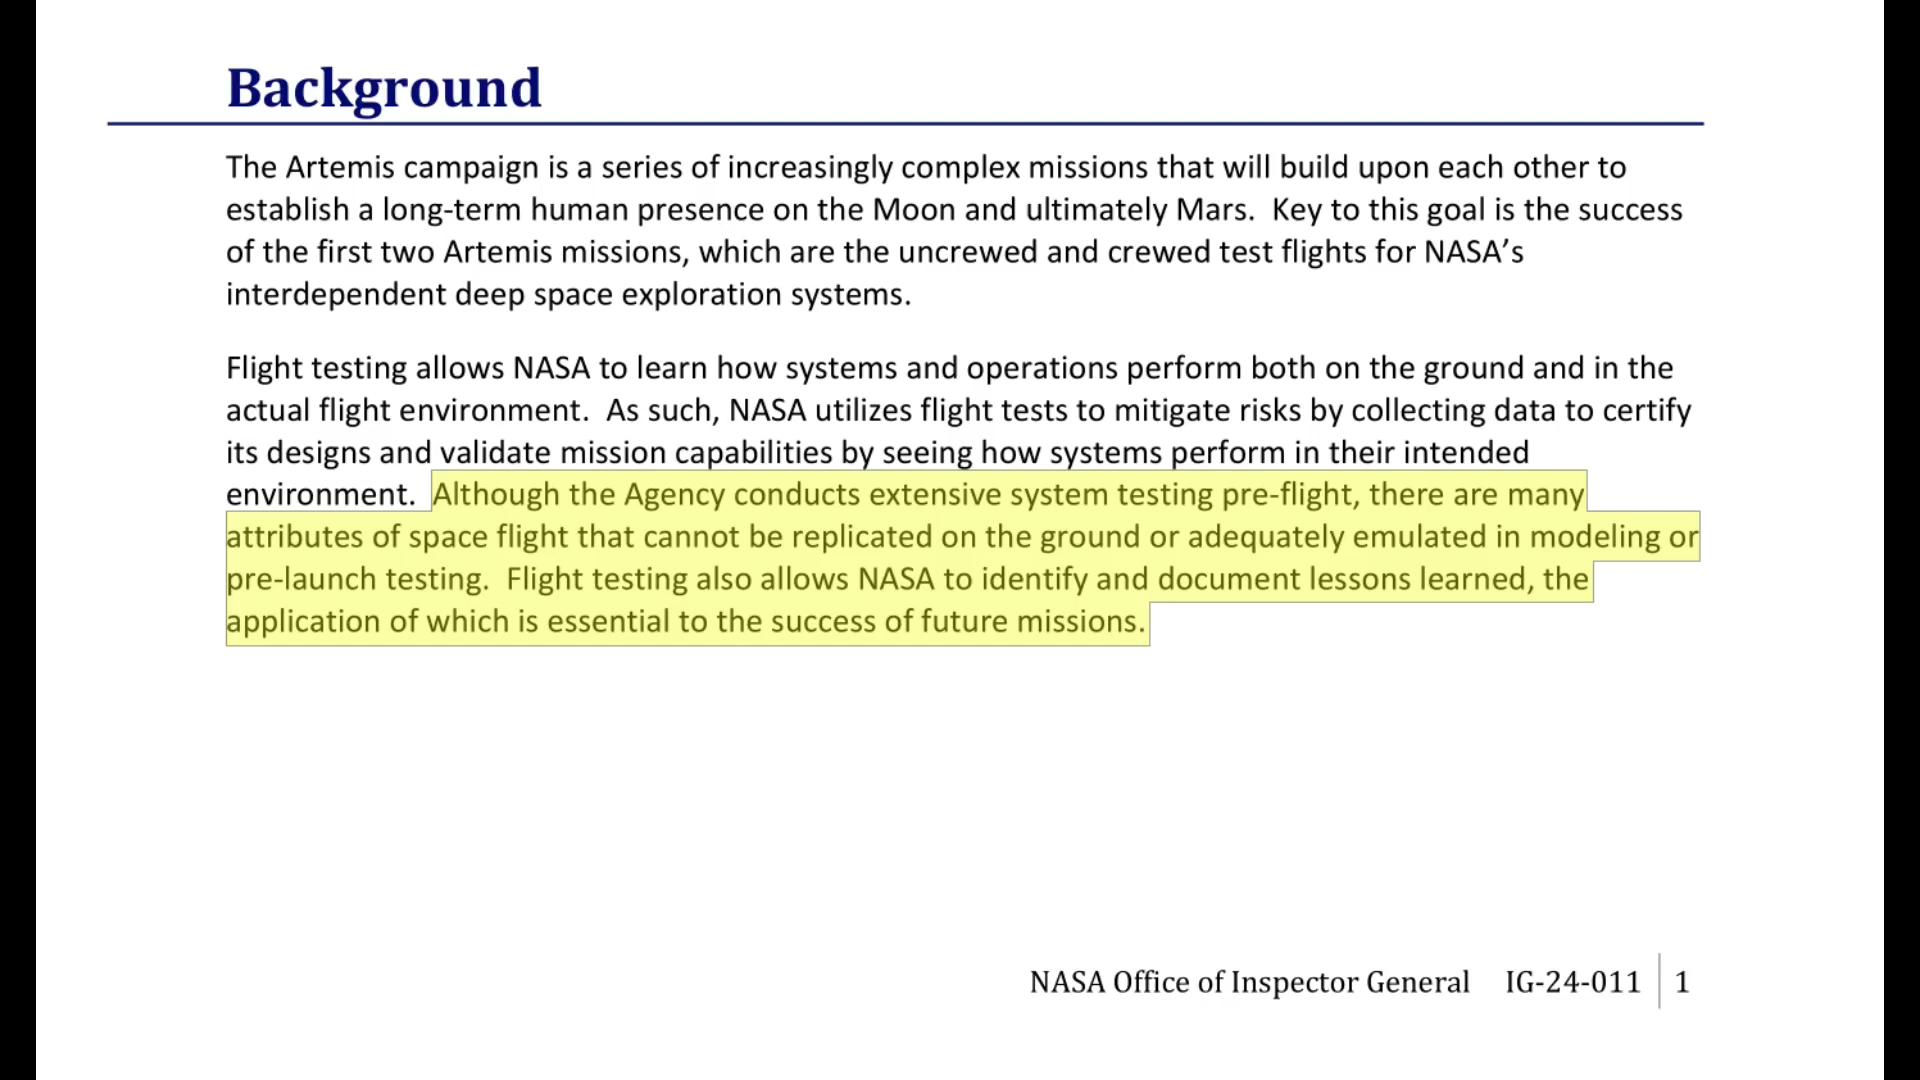 Background
The Artemis campaign is a series of increasingly complex missions that will build upon each other to
establish a long-term human presence on the Moon and ultimately Mars.  Key to this goal is the success
of the first two Artemis missions, which are the uncrewed and crewed test flights for NASA’s
interdependent deep space exploration systems.
Flight testing allows NASA to learn how systems and operations perform both on the ground and in the
actual flight environment.  As such, NASA utilizes flight tests to mitigate risks by collecting data to certify
its designs and validate mission capabilities by seeing how systems perform in their intended
environment.  Although the Agency conducts extensive system testing pre-flight, there are many
attributes of space flight that cannot be replicated on the ground or adequately emulated in modeling or
pre-launch testing.  Flight testing also allows NASA to identify and document lessons learned, the
application of which is essential to the success of future missions.
NASA Office of Inspector General IG-24-011 1